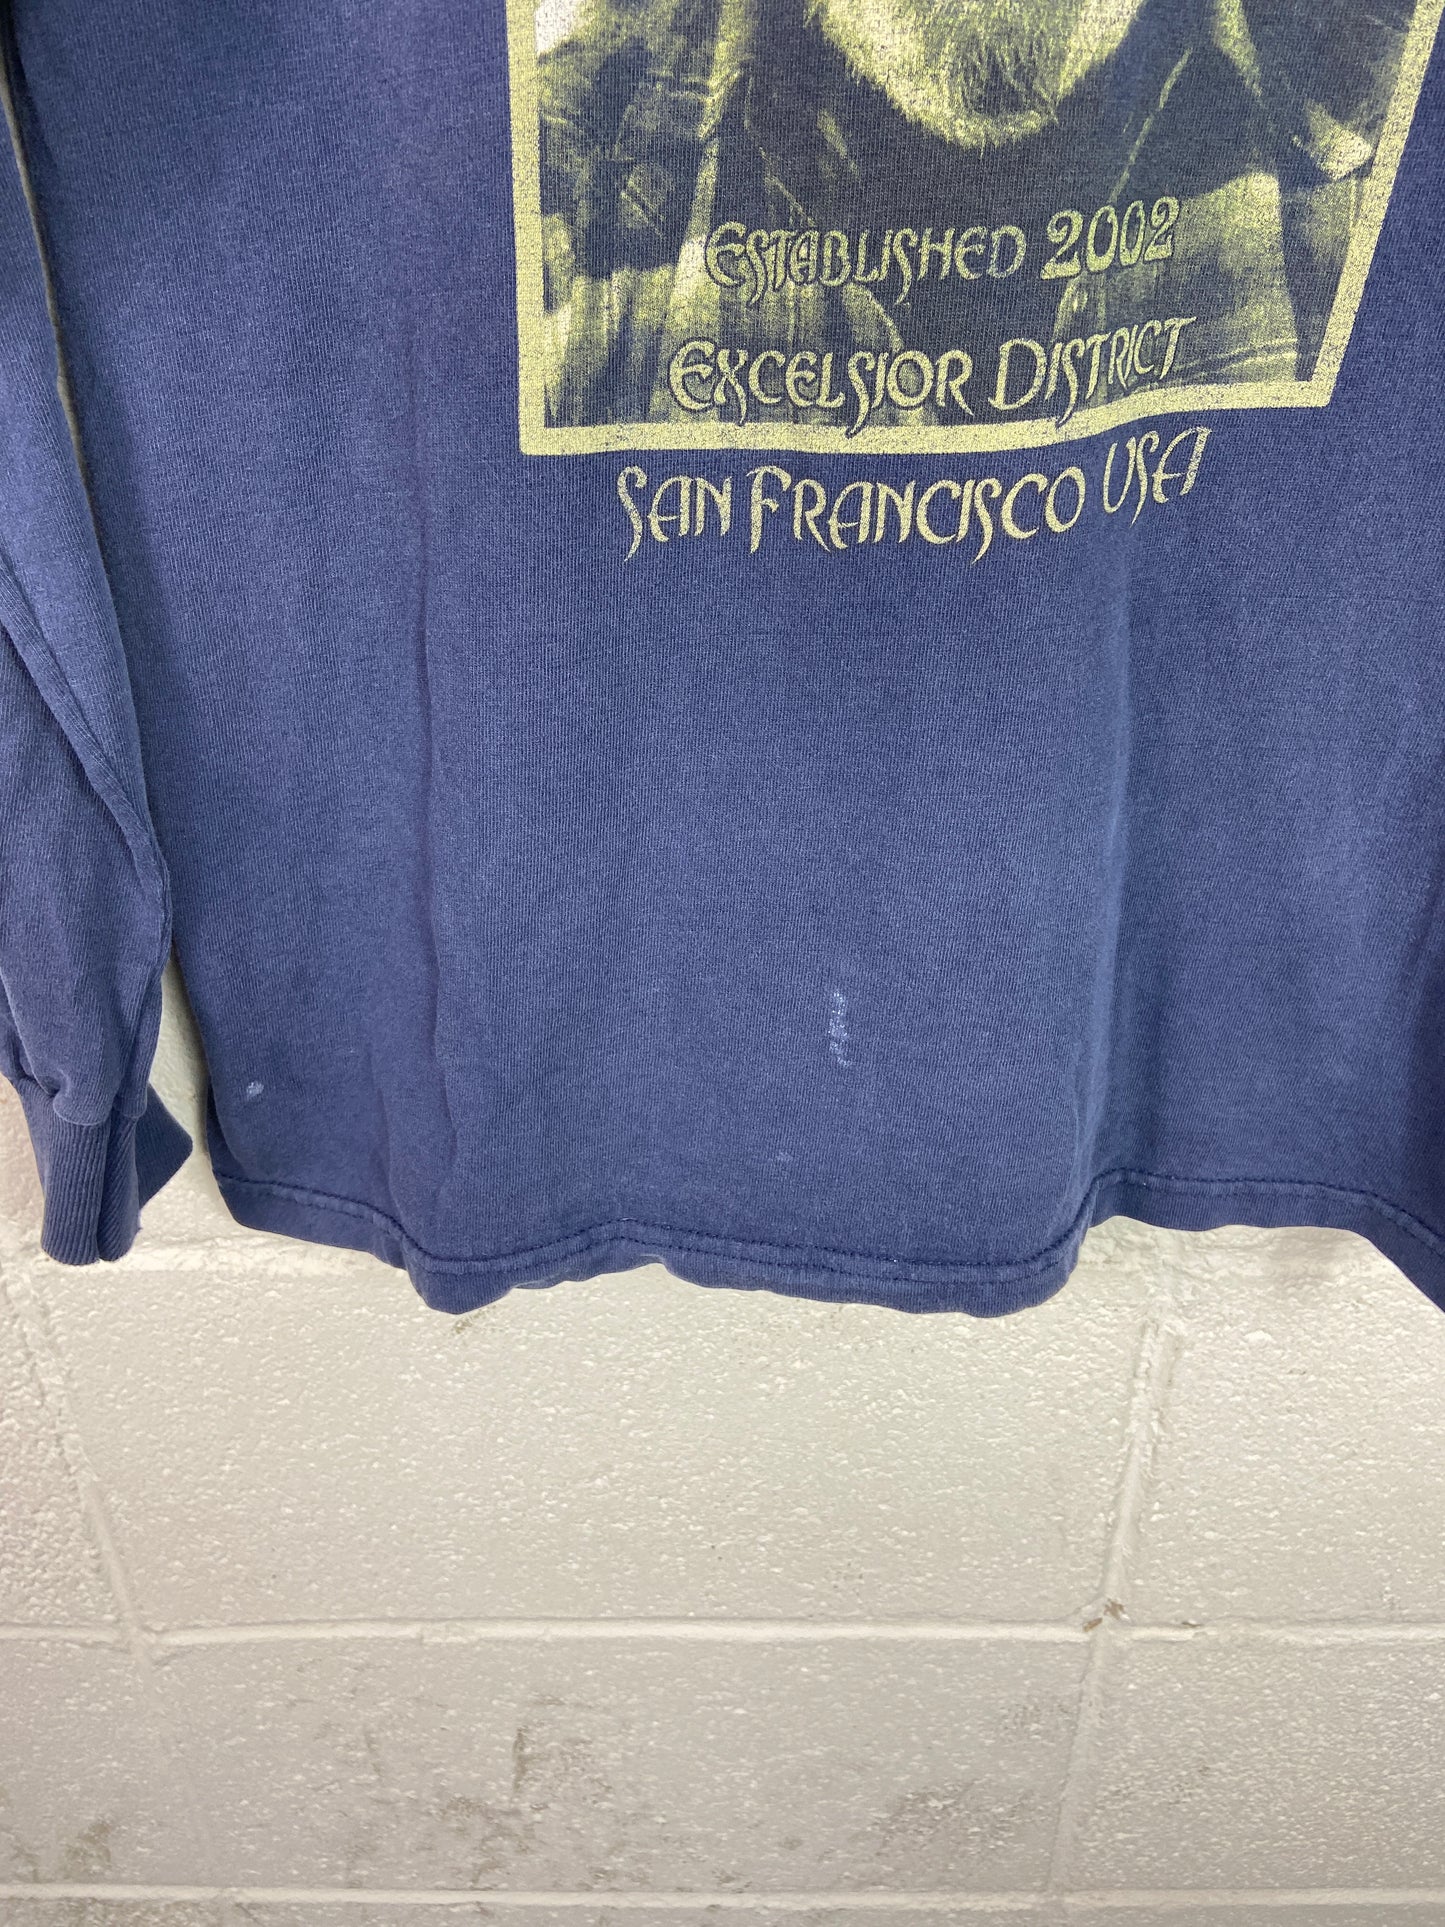 Established 2002
Excelsior District
San Francisco USA